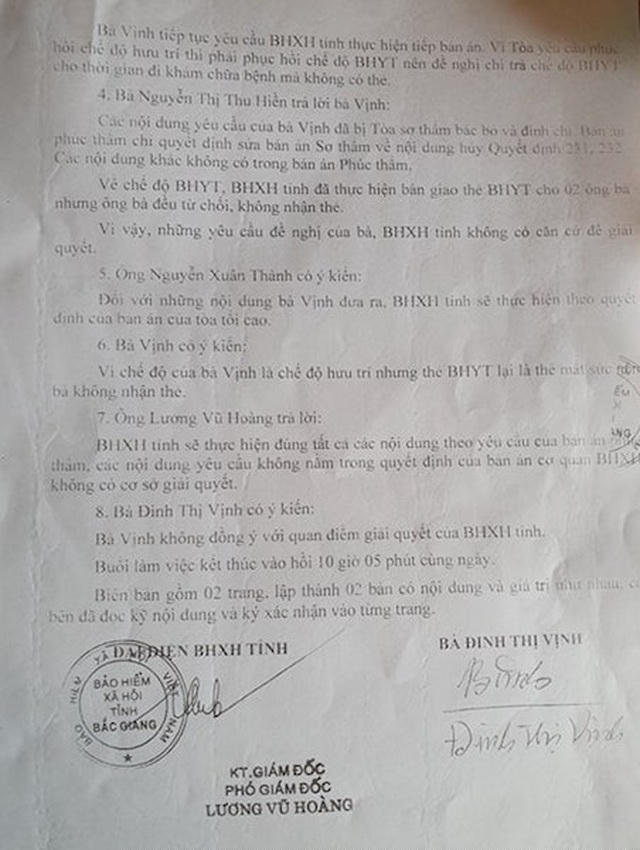 Bà Vịnh tiếp tục yêu cầu BHXH tỉnh thực hiện tiếp bản án. Vì Tòa yêu cầu phục
hồi chế độ hưu trí thì phải phục hồi chế độ BHYT nên đề nghị chi trả chế độ BHYT
cho thời gian đi khám chữa bệnh mà không có thẻ.
4. Bà Nguyễn Thị Thu Hiền trả lời bà Vịnh:
Các nội dung yêu cầu của bà Vịnh đã bị Tòa sơ thẩm bác bỏ và đình chỉ. Bản án
phúc thẩm chỉ quyết định sửa bản án Sơ thẩm về nội dung hủy Quyết định 231, 232.
Các nội dung khác không có trong bản án Phúc thẩm.
Về chế độ BHYT, BHXH tỉnh đã thực hiện bàn giao thẻ BHYT cho 02 ông bà
nhưng ông bà đều từ chối, không nhận thẻ.
Vì vậy, những yêu cầu đề nghị của bà, BHXH tỉnh không có căn cứ để giải
quyết.
5. Ông Nguyễn Xuân Thành có ý kiến:
Đối với những nội dung bà Vịnh đưa ra, BHXH tỉnh sẽ thực hiện theo quyết
định của bản án của tòa tối cao.
6. Bà Vịnh có ý kiến:
Vì chế độ của bà Vịnh là chế độ hưu trí nhưng thẻ BHYT lại là thẻ mất sức
bà không nhận thẻ.
7. Ông Lương Vũ Hoàng trả lời:
BHXH tỉnh sẽ thực hiện đúng tất cả các nội dung theo yêu cầu của bản án
thẩm, các nội dung yêu cầu không nằm trong quyết định của bản án cơ quan BHXH
không có cơ sở giải quyết.
8. Bà Đinh Thị Vịnh có ý kiến:
Bà Vịnh không đồng ý với quan điểm giải quyết của BHXH tỉnh.
Buổi làm việc kết thúc vào hồi 10 giờ 05 phút cùng ngày.
Biên bản gồm 02 trang, lập thành 02 bản có nội dung và giá trị như nhau, các
bên đã đọc kỹ nội dung và ký xác nhận vào từng trang.
ĐẠI DIỆN BHXH TỈNH
BÀ ĐINH THỊ VỊNH
BẢO HIỂM XÃ HỘI VIỆT NAM
BẢO HIỂM
XÃ HỘI
TỈNH
BẮC GIANG
Đinh Thị Vịnh
KT.GIÁM ĐỐC
PHÓ GIÁM ĐỐC
LƯƠNG VŨ HOÀNG